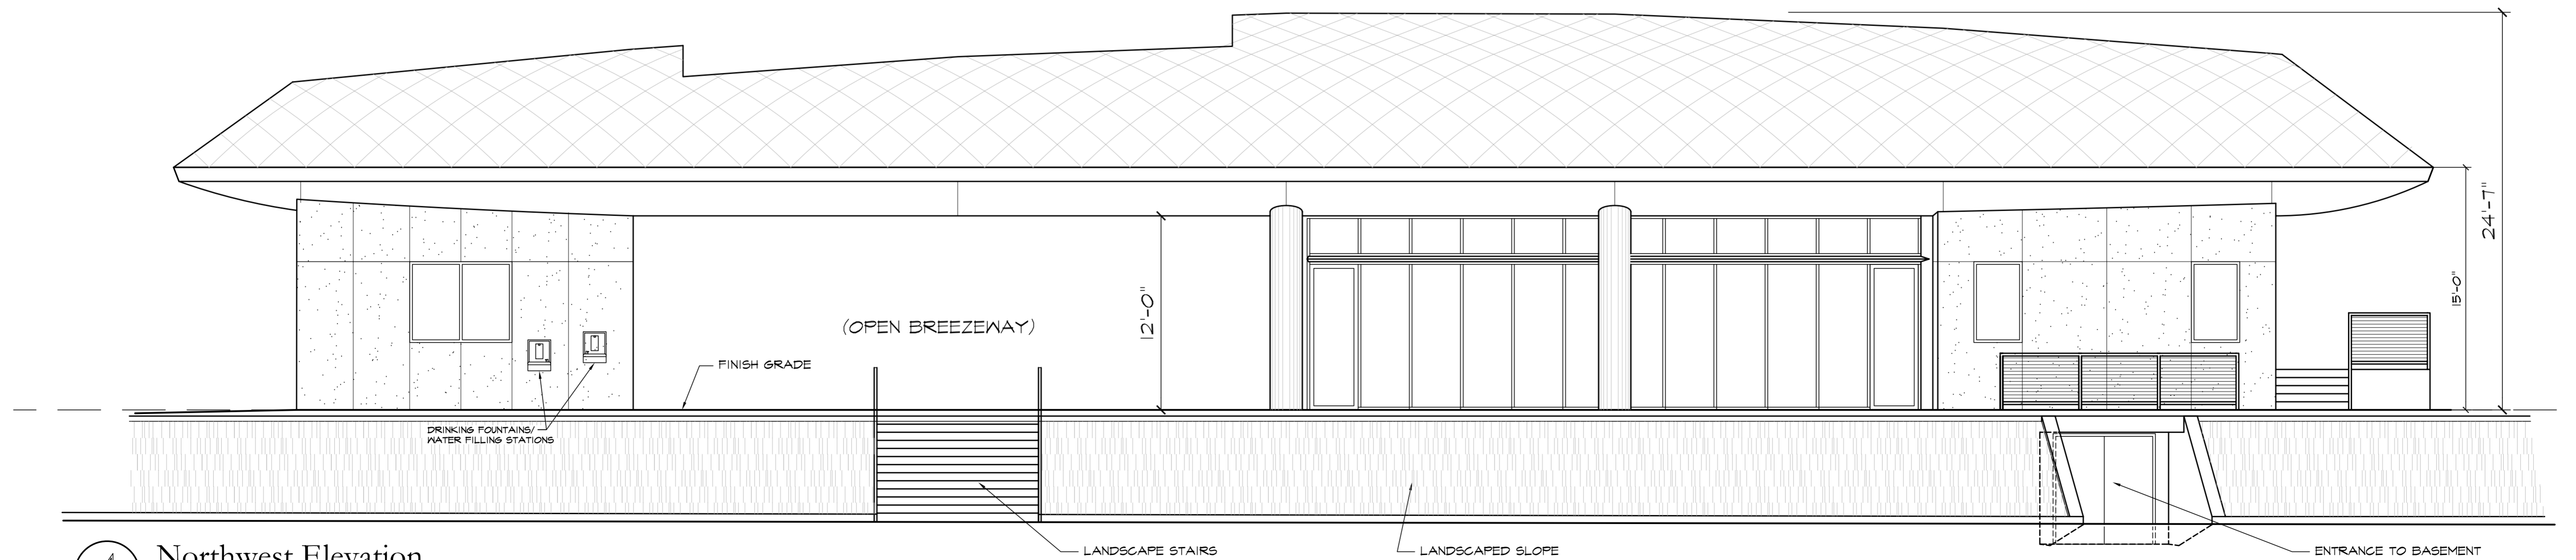 24'-7"
15'-0"
12'-0"
(OPEN BREEZEWAY)
FINISH GRADE
DRINKING FOUNTAINS/
WATER FILLING STATIONS
LANDSCAPE STAIRS
LANDSCAPED SLOPE
ENTRANCE TO BASEMENT
Northwest Elevation